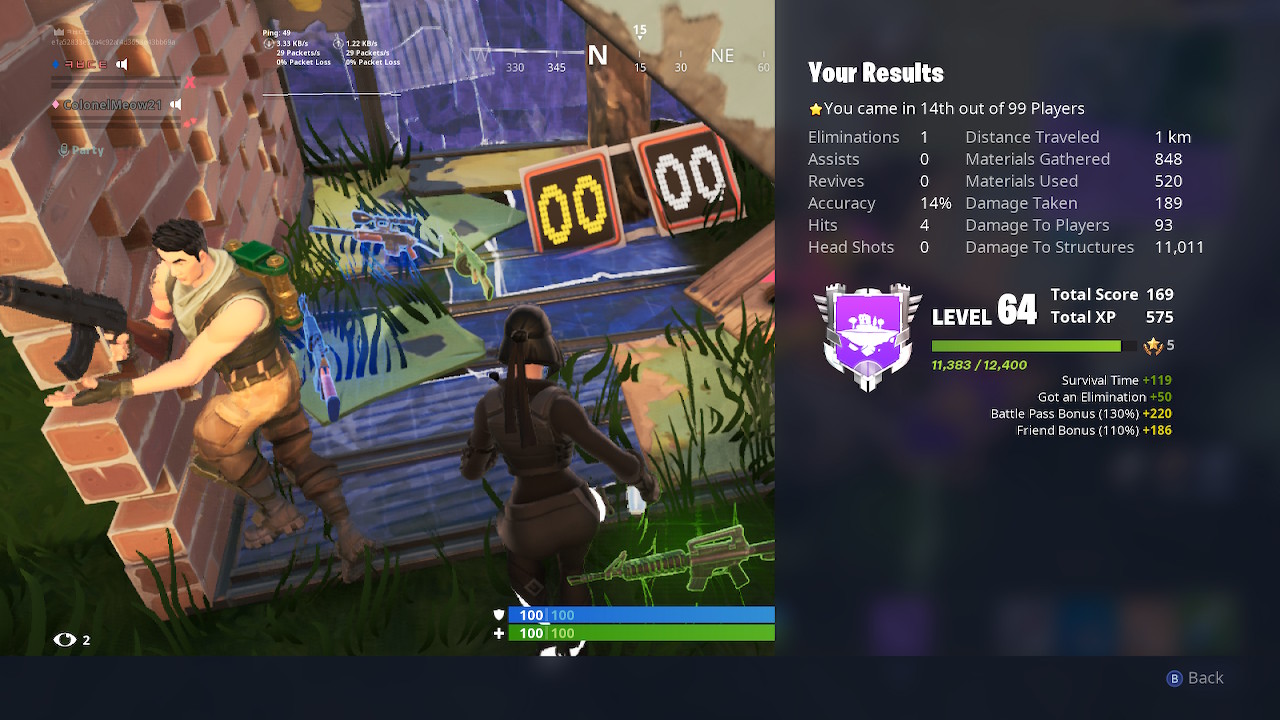 Ping: 49
3.33 KB/s 1.22 KB/s
29 Packets/s 29 Packets/s
0% Packet Loss 0% Packet Loss
15
W 330 345 N 15 30 NE 60
ColonelMeow21
Party
00 00
100 100
100 100
2
Your Results
You came in 14th out of 99 Players
Eliminations 1 Distance Traveled 1 km
Assists 0 Materials Gathered 848
Revives 0 Materials Used 520
Accuracy 14% Damage Taken 189
Hits 4 Damage To Players 93
Head Shots 0 Damage To Structures 11,011
LEVEL 64
Total Score 169
Total XP 575
5
11,383 / 12,400
Survival Time +119
Got an Elimination +50
Battle Pass Bonus (130%) +220
Friend Bonus (110%) +186
B Back